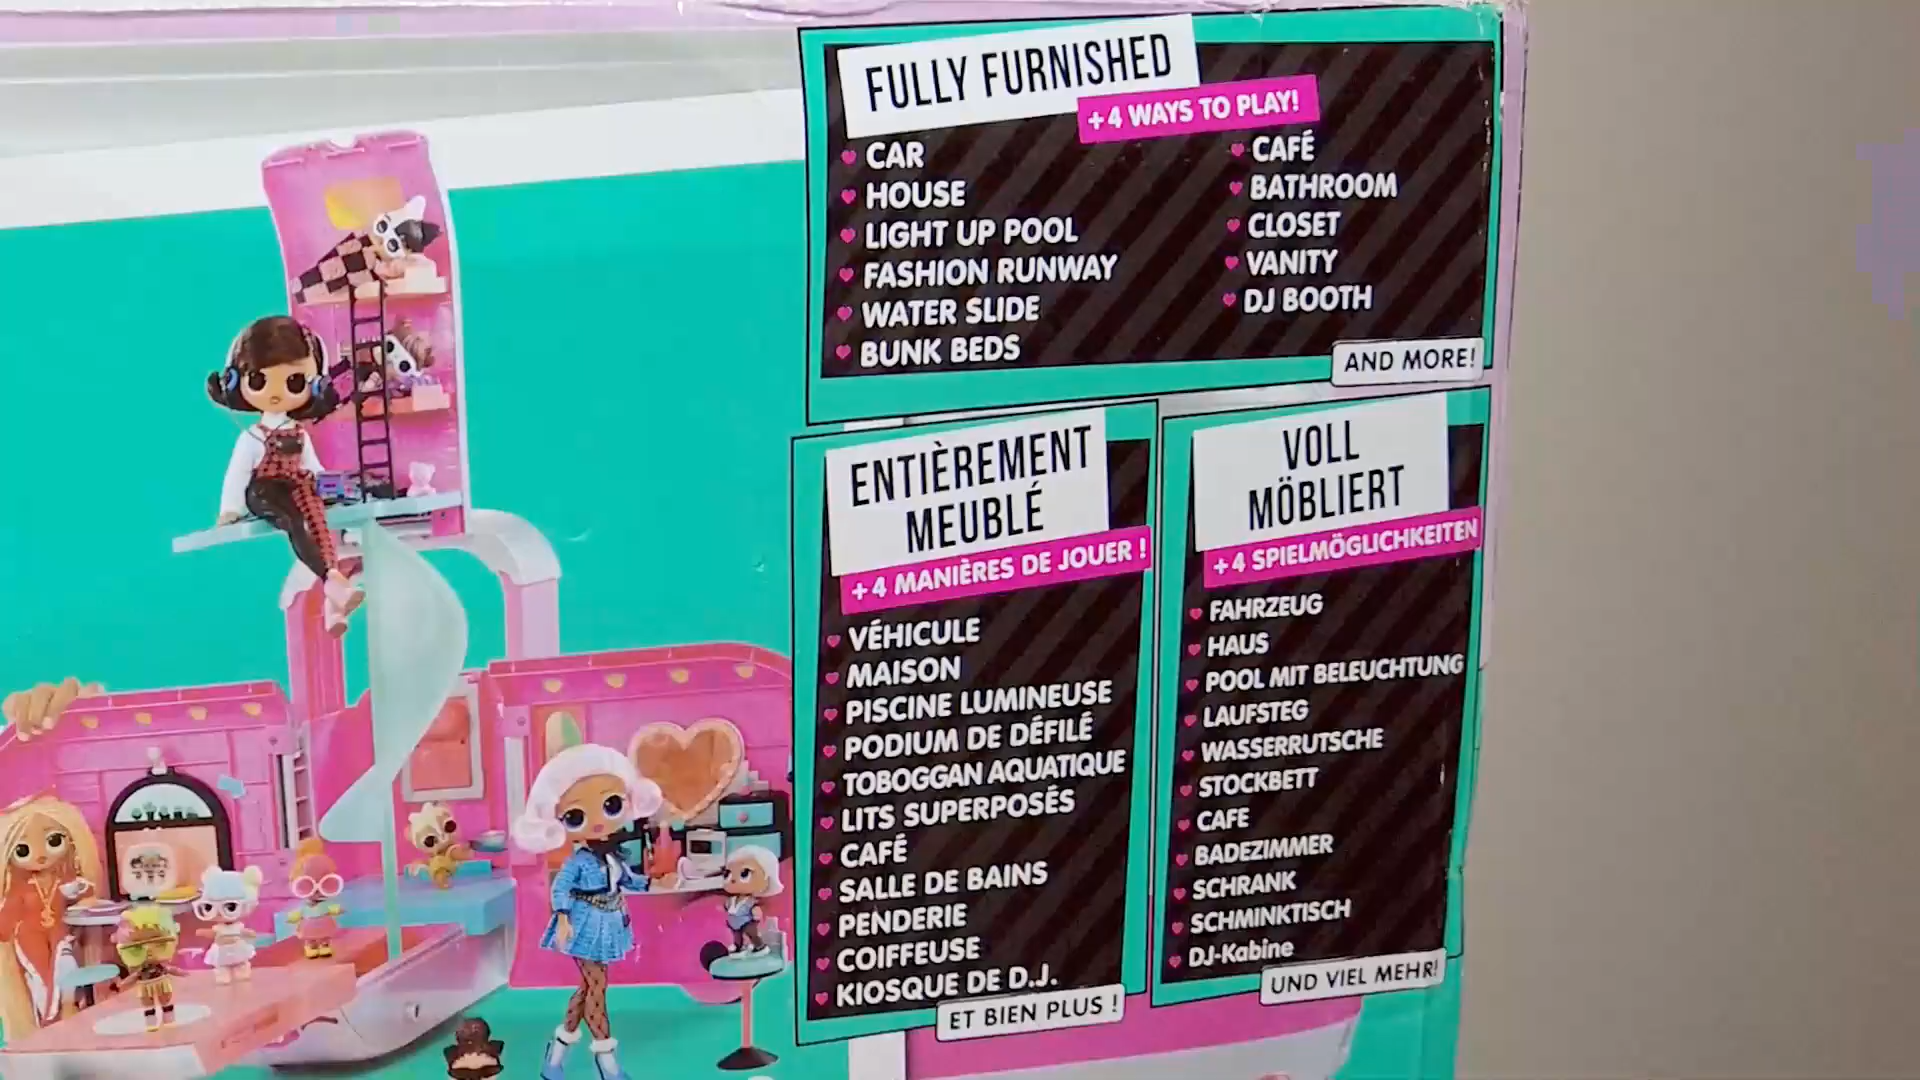 FULLY FURNISHED
+4 WAYS TO PLAY!
CAR
HOUSE
LIGHT UP POOL
FASHION RUNWAY
WATER SLIDE
BUNK BEDS
CAFÉ
BATHROOM
CLOSET
VANITY
DJ BOOTH
AND MORE!
ENTIÈREMENT
MEUBLÉ
+4 MANIÈRES DE JOUER !
VÉHICULE
MAISON
PISCINE LUMINEUSE
PODIUM DE DÉFILÉ
TOBOGGAN AQUATIQUE
LITS SUPERPOSÉS
CAFÉ
SALLE DE BAINS
PENDERIE
COIFFEUSE
KIOSQUE DE D.J.
ET BIEN PLUS !
VOLL
MÖBLIERT
+4 SPIELMÖGLICHKEITEN
FAHRZEUG
HAUS
POOL MIT BELEUCHTUNG
LAUFSTEG
WASSERRUTSCHE
STOCKBETT
CAFE
BADEZIMMER
SCHRANK
SCHMINKTISCH
DJ-Kabine
UND VIEL MEHR!